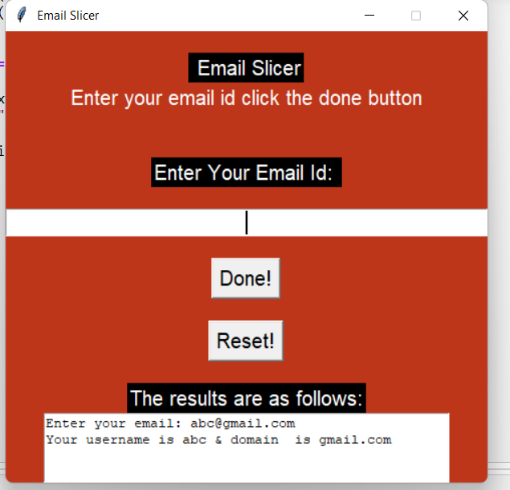 Email Slicer
Email Slicer
Enter your email id click the done button
Enter Your Email Id:
Done!
Reset!
The results are as follows:
Enter your email: abc@gmail.com
Your username is abc & domain  is gmail.com